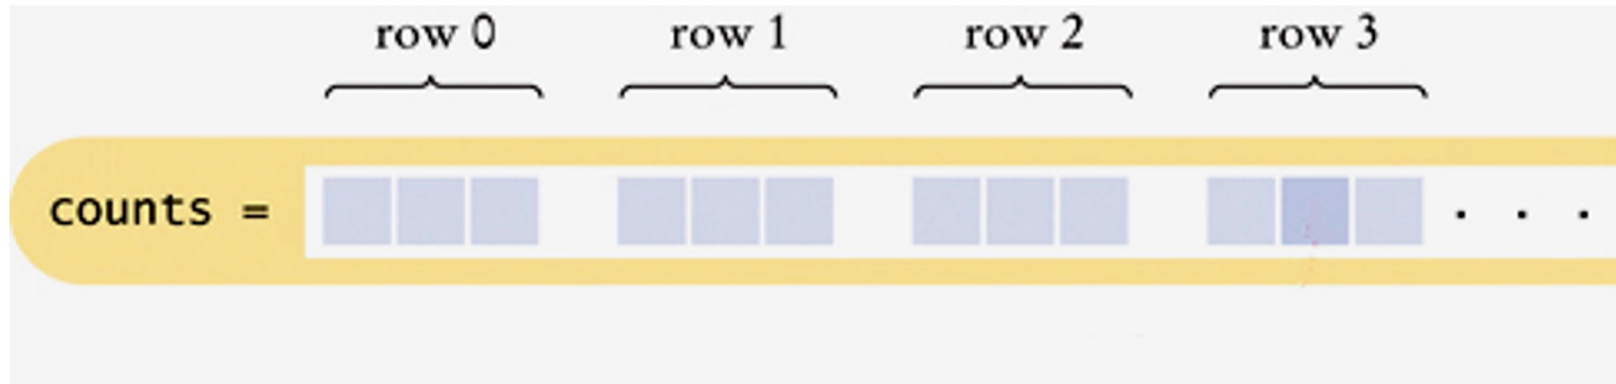 row 0 row 1 row 2 row 3
counts = . . .